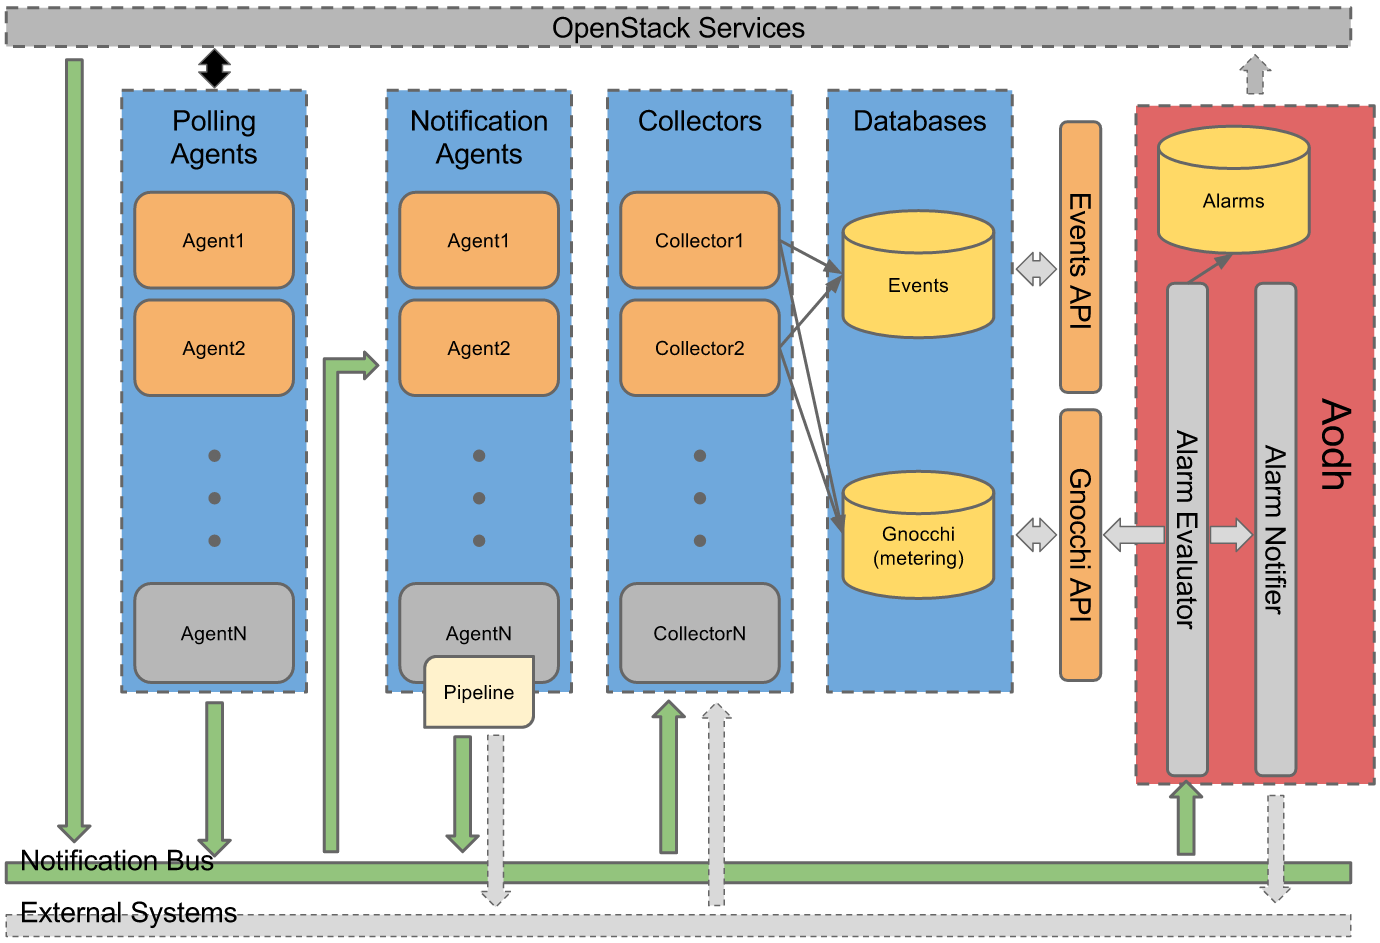 OpenStack Services
Polling
Agents
Agent1
Agent2
AgentN
Notification
Agents
Agent1
Agent2
AgentN
Pipeline
Collectors
Collector1
Collector2
CollectorN
Databases
Events
Gnocchi
(metering)
Events API
Gnocchi API
Alarms
Alarm Evaluator
Alarm Notifier
Aodh
Notification Bus
External Systems